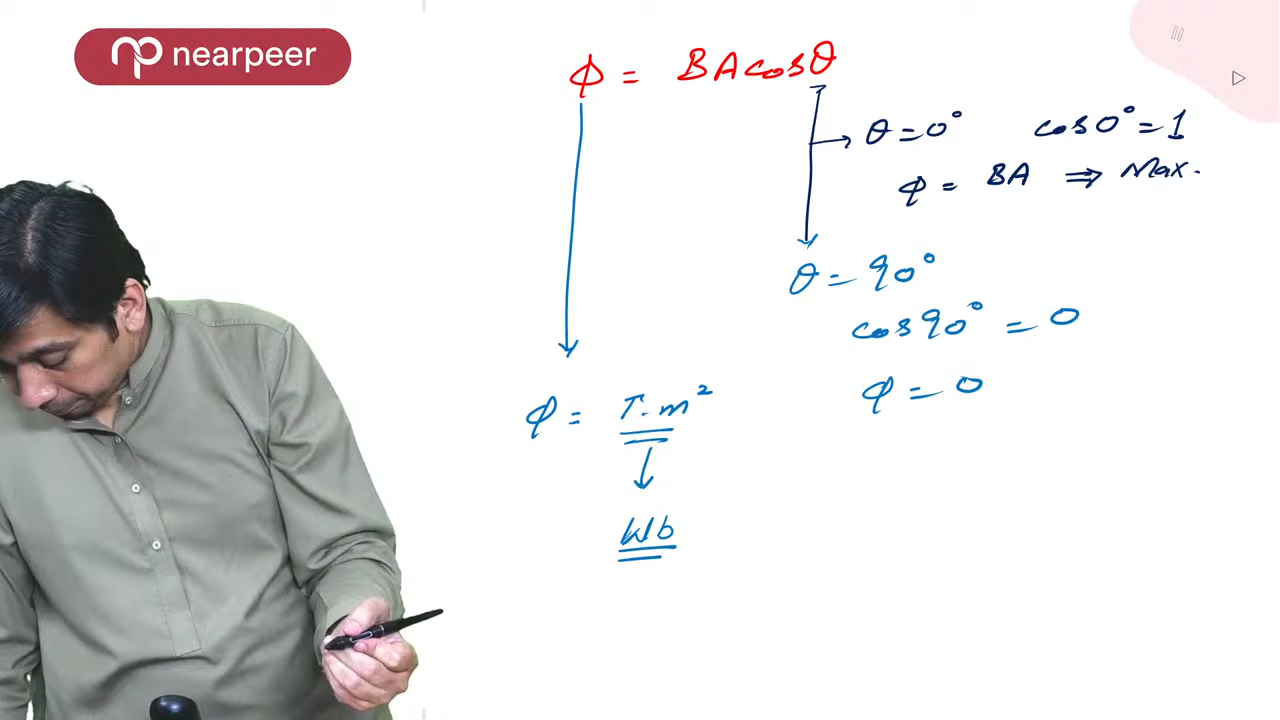 nearpeer
φ = BAcosθ
θ = 0° cos0° = 1
φ = BA ⇒ Max.
θ = 90°
cos90° = 0
φ = 0
φ = T.m²
Wb